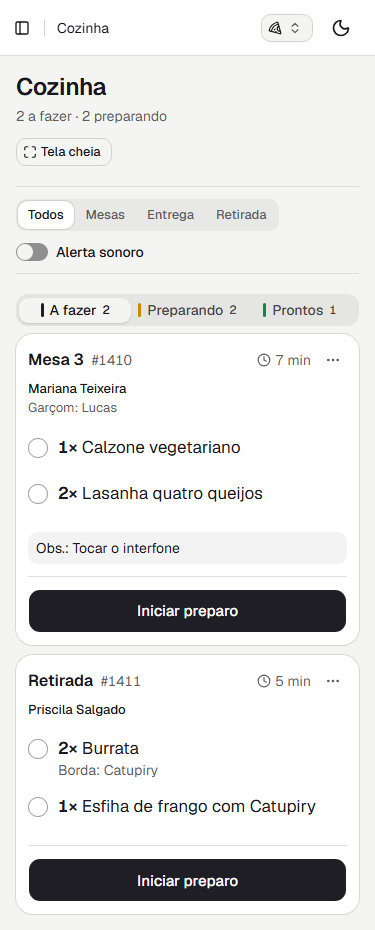 Cozinha
Cozinha
2 a fazer · 2 preparando
Tela cheia
Todos Mesas Entrega Retirada
Alerta sonoro
A fazer 2 Preparando 2 Prontos 1
Mesa 3 #1410 7 min
Mariana Teixeira
Garçom: Lucas
1× Calzone vegetariano
2× Lasanha quatro queijos
Obs.: Tocar o interfone
Iniciar preparo
Retirada #1411 5 min
Priscila Salgado
2× Burrata
Borda: Catupiry
1× Esfiha de frango com Catupiry
Iniciar preparo